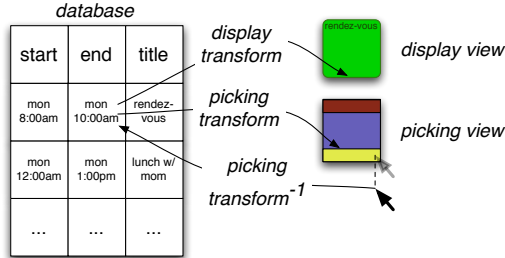 database
start end title
mon
8:00am
mon
10:00am
rendez-
vous
mon
12:00am
mon
1:00pm
lunch w/
mom
... ... ...
display
transform
picking
transform
picking
transform-1
rendez-vous
display view
picking view